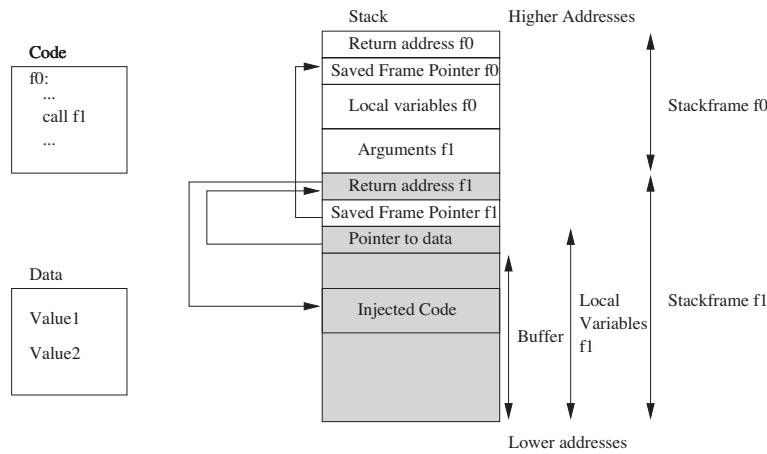 Stack
Higher Addresses
Code
f0:
...
call f1
...
Return address f0
Saved Frame Pointer f0
Local variables f0
Arguments f1
Return address f1
Saved Frame Pointer f1
Pointer to data
Injected Code
Stackframe f0
Stackframe f1
Data
Value1
Value2
Buffer
Local
Variables
f1
Lower addresses